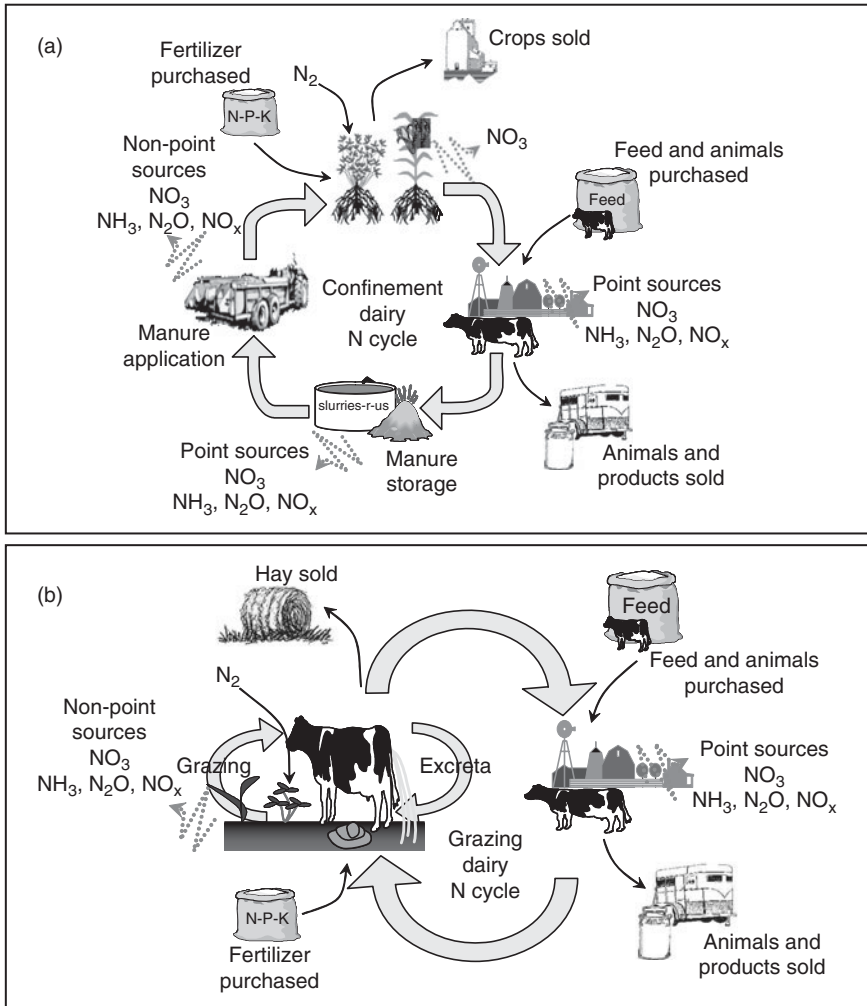 (a)
Fertilizer
purchased
N-P-K
N₂
Crops sold
NO₃
Non-point
sources
NO₃
NH₃, N₂O, NOₓ
Feed and animals
purchased
Feed
Confinement
dairy
N cycle
Point sources
NO₃
NH₃, N₂O, NOₓ
Manure
application
slurries-r-us
Point sources
NO₃
NH₃, N₂O, NOₓ
Manure
storage
Animals and
products sold
(b)
Hay sold
Feed
Feed and animals
purchased
N₂
Non-point
sources
NO₃
NH₃, N₂O, NOₓ
Grazing
Excreta
Point sources
NO₃
NH₃, N₂O, NOₓ
Grazing
dairy
N cycle
N-P-K
Fertilizer
purchased
Animals and
products sold